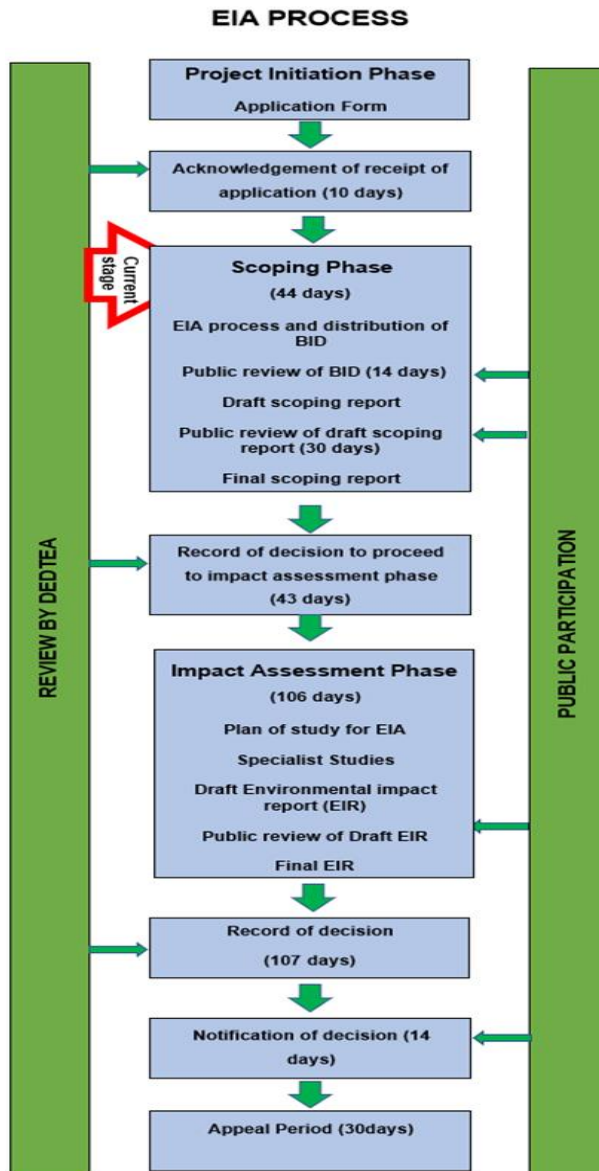 EIA PROCESS
Project Initiation Phase
Application Form
Acknowledgement of receipt of
application (10 days)
Current
stage
Scoping Phase
(44 days)
EIA process and distribution of
BID
Public review of BID (14 days)
Draft scoping report
Public review of draft scoping
report (30 days)
Final scoping report
Record of decision to proceed
to impact assessment phase
(43 days)
REVIEW BY DEDTEA
PUBLIC PARTICIPATION
Impact Assessment Phase
(106 days)
Plan of study for EIA
Specialist Studies
Draft Environmental impact
report (EIR)
Public review of Draft EIR
Final EIR
Record of decision
(107 days)
Notification of decision (14
days)
Appeal Period (30days)